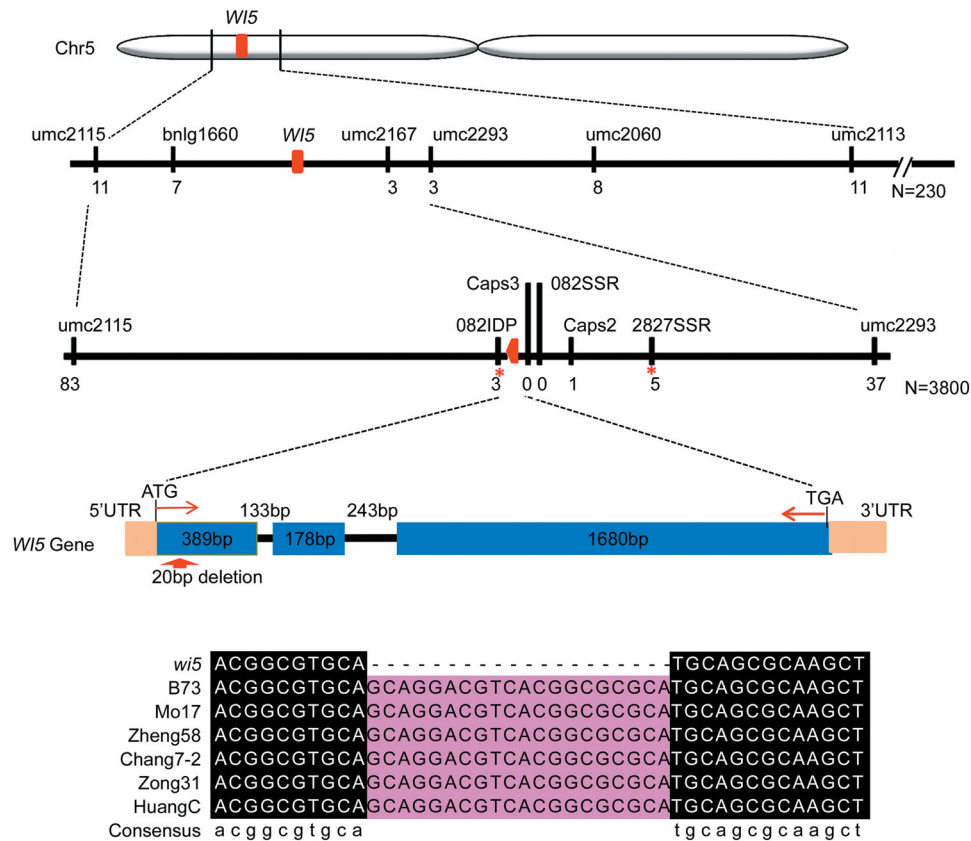 WI5
Chr5
umc2115 bnlg1660 WI5 umc2167 umc2293 umc2060 umc2113
11 7 3 3 8 11 N=230
Caps3 082SSR
umc2115 082IDP Caps2 2827SSR umc2293
83 3 * 0 0 1 * 5 37 N=3800
ATG TGA
5'UTR 133bp 243bp 3'UTR
WI5 Gene 389bp 178bp 1680bp
20bp deletion
wi5 ACGGCGTGCA--------------------TGCAGCGCAAGCT
B73 ACGGCGTGCAGCAGGACGTCACGGCGCGCATGCAGCGCAAGCT
Mo17 ACGGCGTGCAGCAGGACGTCACGGCGCGCATGCAGCGCAAGCT
Zheng58 ACGGCGTGCAGCAGGACGTCACGGCGCGCATGCAGCGCAAGCT
Chang7-2 ACGGCGTGCAGCAGGACGTCACGGCGCGCATGCAGCGCAAGCT
Zong31 ACGGCGTGCAGCAGGACGTCACGGCGCGCATGCAGCGCAAGCT
HuangC ACGGCGTGCAGCAGGACGTCACGGCGCGCATGCAGCGCAAGCT
Consensus acggcgtgca tgcagcgcaagct